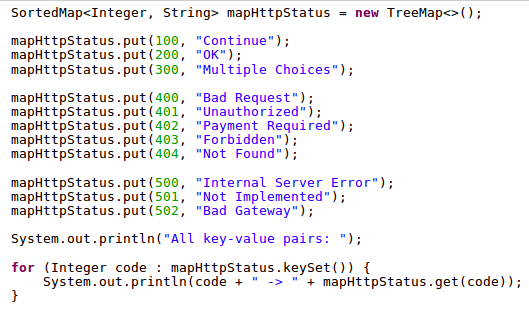 SortedMap<Integer, String> mapHttpStatus = new TreeMap<>();
mapHttpStatus.put(100, "Continue");
mapHttpStatus.put(200, "OK");
mapHttpStatus.put(300, "Multiple Choices");
mapHttpStatus.put(400, "Bad Request");
mapHttpStatus.put(401, "Unauthorized");
mapHttpStatus.put(402, "Payment Required");
mapHttpStatus.put(403, "Forbidden");
mapHttpStatus.put(404, "Not Found");
mapHttpStatus.put(500, "Internal Server Error");
mapHttpStatus.put(501, "Not Implemented");
mapHttpStatus.put(502, "Bad Gateway");
System.out.println("All key-value pairs: ");
for (Integer code : mapHttpStatus.keySet()) {
    System.out.println(code + " -> " + mapHttpStatus.get(code));
}